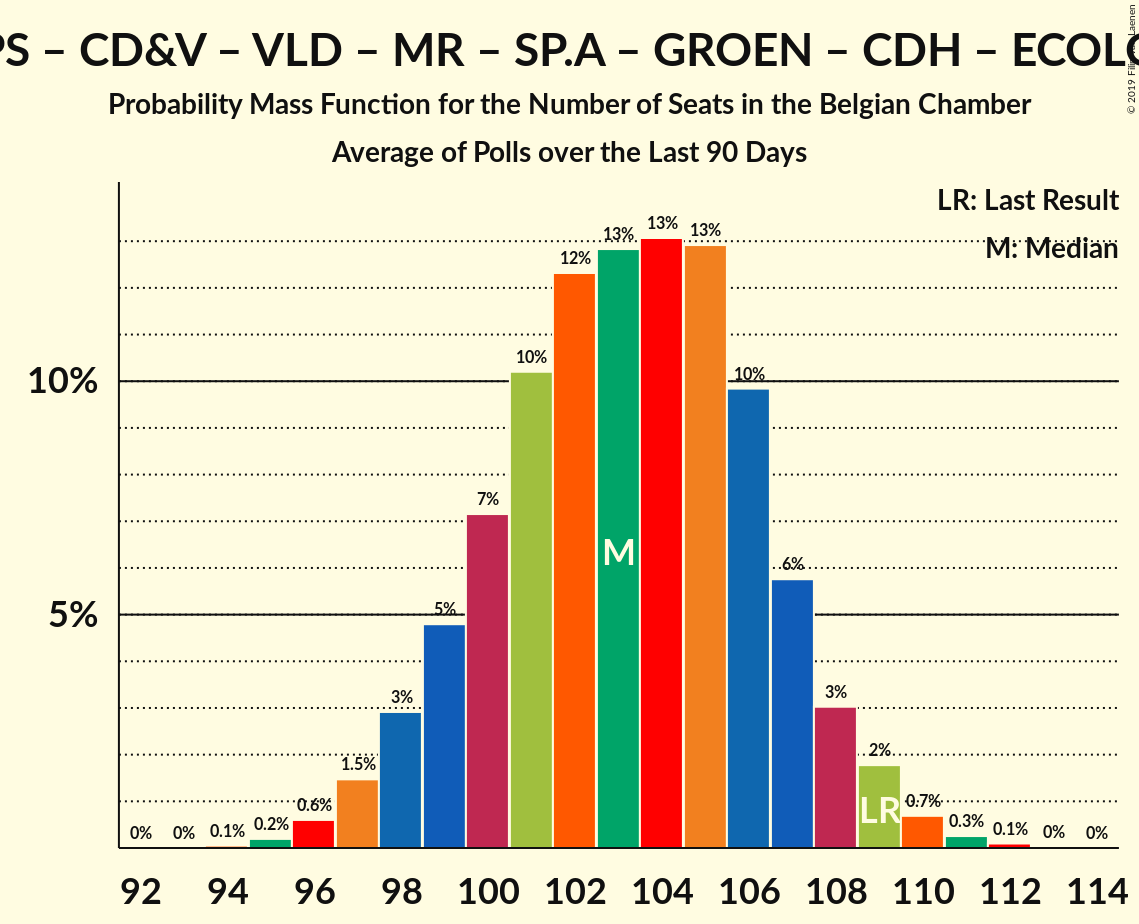 PS – CD&V – VLD – MR – SP.A – GROEN – CDH – ECOLO
Probability Mass Function for the Number of Seats in the Belgian Chamber
Average of Polls over the Last 90 Days
© 2019 Filip van Laenen
LR: Last Result
M: Median
10%
5%
0%
0%
0.1%
0.2%
0.6%
1.5%
3%
5%
7%
10%
12%
13%
13%
13%
10%
6%
3%
2%
0.7%
0.3%
0.1%
0%
0%
M
LR
92 94 96 98 100 102 104 106 108 110 112 114